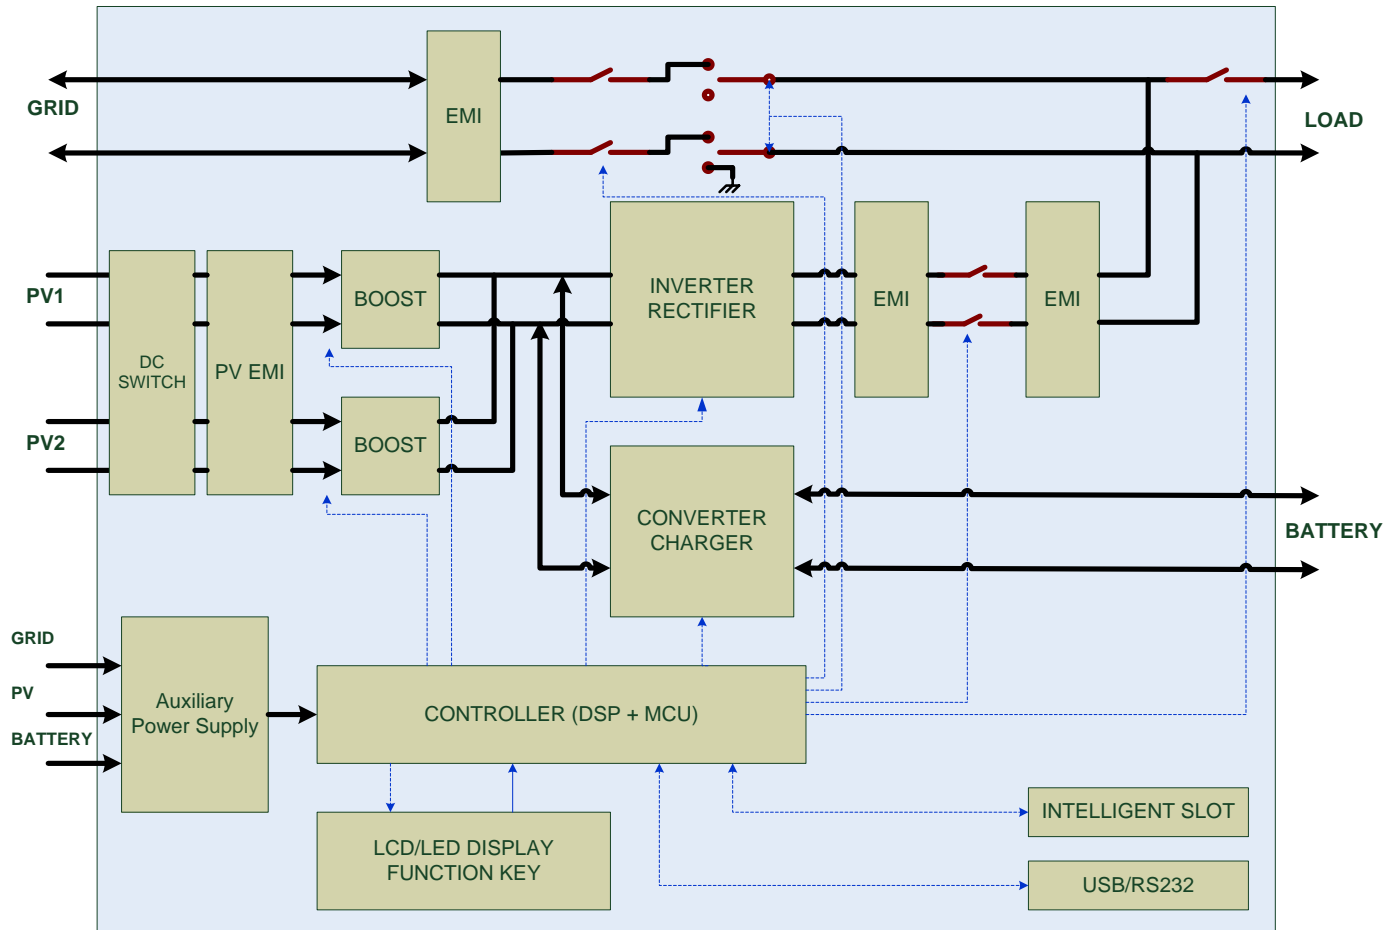 GRID
EMI
LOAD
PV1
DC
SWITCH
PV EMI
BOOST
INVERTER
RECTIFIER
EMI
EMI
PV2
BOOST
CONVERTER
CHARGER
BATTERY
GRID
PV
BATTERY
Auxiliary
Power Supply
CONTROLLER (DSP + MCU)
LCD/LED DISPLAY
FUNCTION KEY
INTELLIGENT SLOT
USB/RS232